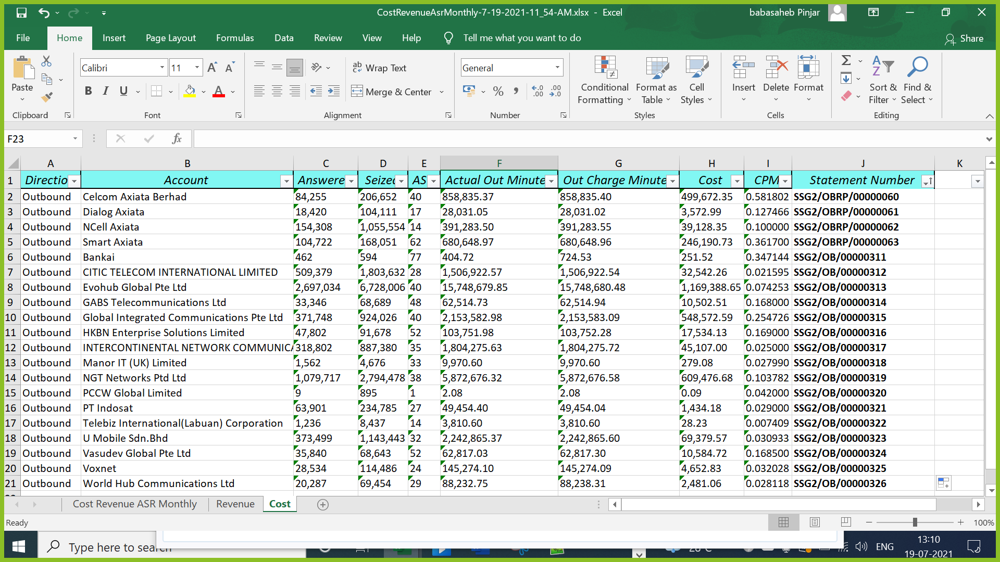 CostRevenueAsrMonthly-7-19-2021-11_54-AM.xlsx - Excel
babasaheb Pinjar
File Home Insert Page Layout Formulas Data Review View Help Tell me what you want to do Share
Paste
Clipboard
Calibri 11
B I U
Font
Wrap Text
Merge & Center
Alignment
General
Number
Conditional Formatting
Format as Table
Cell Styles
Styles
Insert Delete Format
Cells
Sort & Filter
Find & Select
Editing
F23 fx
A B C D E F G H I J K
1 Directio Account Answere Seized AS Actual Out Minute Out Charge Minute Cost CPM Statement Number
2 Outbound Celcom Axiata Berhad 84,255 206,652 40 858,835.37 858,835.40 499,672.35 0.581802 SSG2/OBRP/00000060
3 Outbound Dialog Axiata 18,420 104,111 17 28,031.05 28,031.02 3,572.99 0.127466 SSG2/OBRP/00000061
4 Outbound NCell Axiata 154,308 1,055,554 14 391,283.50 391,283.55 39,128.35 0.100000 SSG2/OBRP/00000062
5 Outbound Smart Axiata 104,722 168,051 62 680,648.97 680,648.96 246,190.73 0.361700 SSG2/OBRP/00000063
6 Outbound Bankai 462 594 77 404.72 724.53 251.52 0.347144 SSG2/OB/00000311
7 Outbound CITIC TELECOM INTERNATIONAL LIMITED 509,379 1,803,632 28 1,506,922.57 1,506,922.54 32,542.26 0.021595 SSG2/OB/00000312
8 Outbound Evohub Global Pte Ltd 2,697,034 6,728,006 40 15,748,679.85 15,748,680.48 1,169,388.65 0.074253 SSG2/OB/00000313
9 Outbound GABS Telecommunications Ltd 33,346 68,689 48 62,514.73 62,514.94 10,502.51 0.168000 SSG2/OB/00000314
10 Outbound Global Integrated Communications Pte Ltd 371,748 924,026 40 2,153,582.98 2,153,583.09 548,572.59 0.254726 SSG2/OB/00000315
11 Outbound HKBN Enterprise Solutions Limited 47,802 91,678 52 103,751.98 103,752.28 17,534.13 0.169000 SSG2/OB/00000316
12 Outbound INTERCONTINENTAL NETWORK COMMUNICA 318,802 887,380 35 1,804,275.63 1,804,275.72 45,107.00 0.025000 SSG2/OB/00000317
13 Outbound Manor IT (UK) Limited 1,562 4,676 33 9,970.60 9,970.60 279.08 0.027990 SSG2/OB/00000318
14 Outbound NGT Networks Ptd Ltd 1,079,717 2,794,478 38 5,872,676.32 5,872,676.58 609,476.68 0.103782 SSG2/OB/00000319
15 Outbound PCCW Global Limited 9 895 1 2.08 2.08 0.09 0.042000 SSG2/OB/00000320
16 Outbound PT Indosat 63,901 234,785 27 49,454.40 49,454.04 1,434.18 0.029000 SSG2/OB/00000321
17 Outbound Telebiz International(Labuan) Corporation 1,236 8,437 14 3,810.60 3,810.60 28.23 0.007409 SSG2/OB/00000322
18 Outbound U Mobile Sdn.Bhd 373,499 1,143,443 32 2,242,865.37 2,242,865.60 69,379.57 0.030933 SSG2/OB/00000323
19 Outbound Vasudev Global Pte Ltd 35,840 68,643 52 62,817.03 62,817.30 10,584.72 0.168500 SSG2/OB/00000324
20 Outbound Voxnet 28,534 114,486 24 145,274.10 145,274.09 4,652.83 0.032028 SSG2/OB/00000325
21 Outbound World Hub Communications Ltd 20,287 69,454 29 88,232.75 88,238.31 2,481.06 0.028118 SSG2/OB/00000326
Cost Revenue ASR Monthly Revenue Cost
Ready 100%
Type here to search
ENG
13:10
19-07-2021